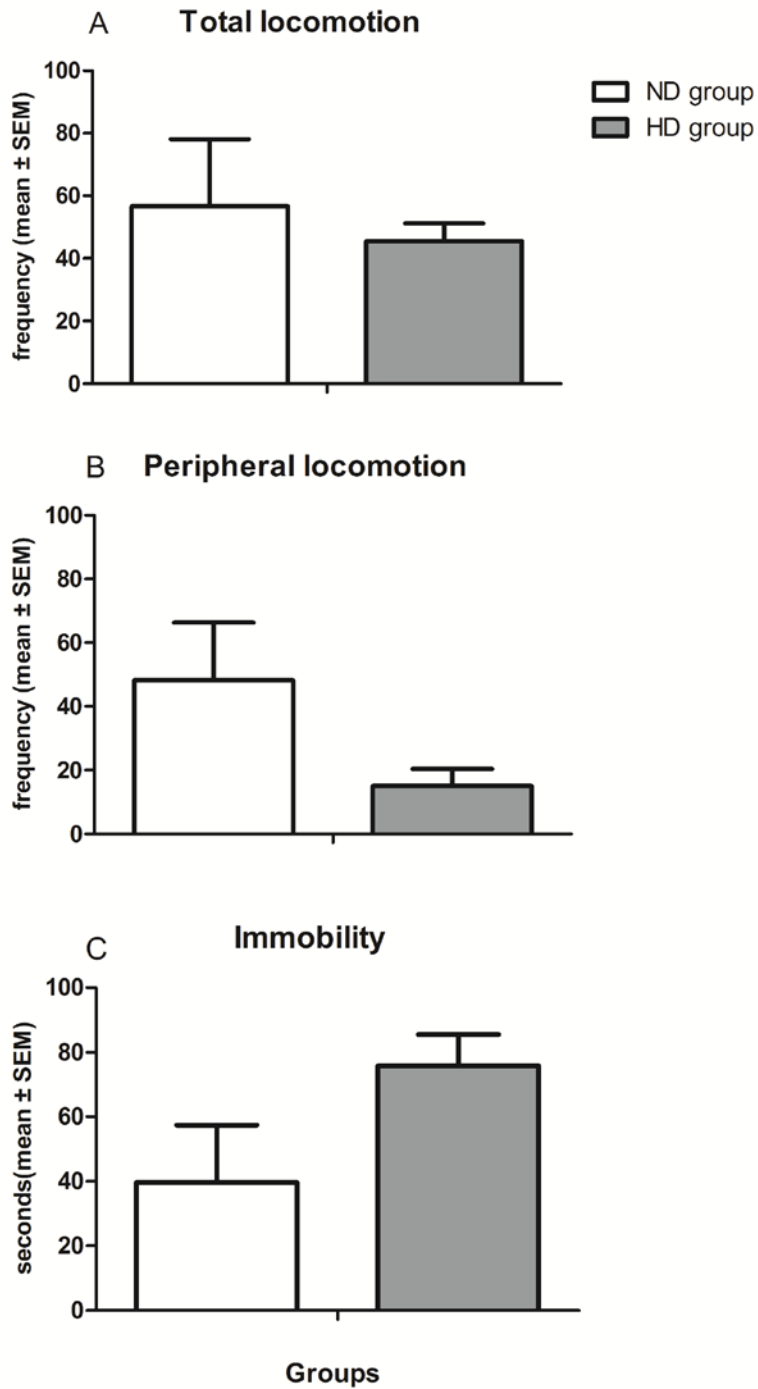 A Total locomotion
ND group
HD group
frequency (mean ± SEM)
100
80
60
40
20
0
B Peripheral locomotion
frequency (mean ± SEM)
100
80
60
40
20
0
C Immobility
seconds(mean ± SEM)
100
80
60
40
20
0
Groups